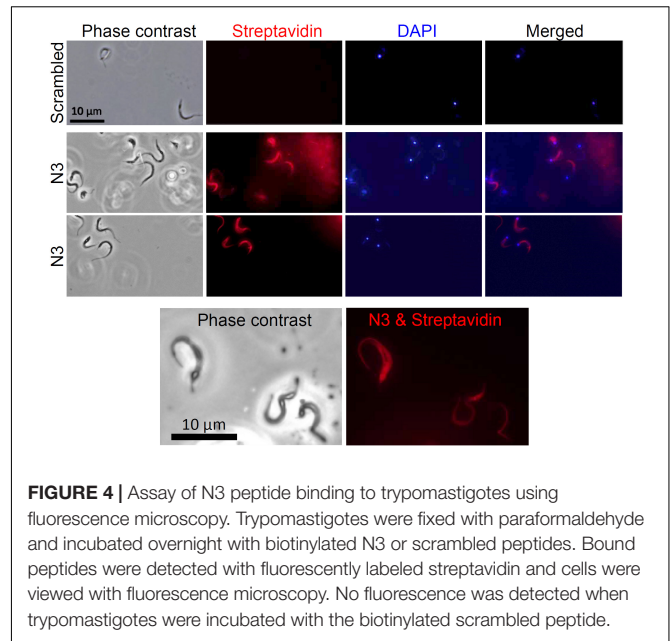 Phase contrast Streptavidin DAPI Merged
Scrambled
10 µm
N3
N3
Phase contrast N3 & Streptavidin
10 µm
FIGURE 4 | Assay of N3 peptide binding to trypomastigotes using
fluorescence microscopy. Trypomastigotes were fixed with paraformaldehyde
and incubated overnight with biotinylated N3 or scrambled peptides. Bound
peptides were detected with fluorescently labeled streptavidin and cells were
viewed with fluorescence microscopy. No fluorescence was detected when
trypomastigotes were incubated with the biotinylated scrambled peptide.